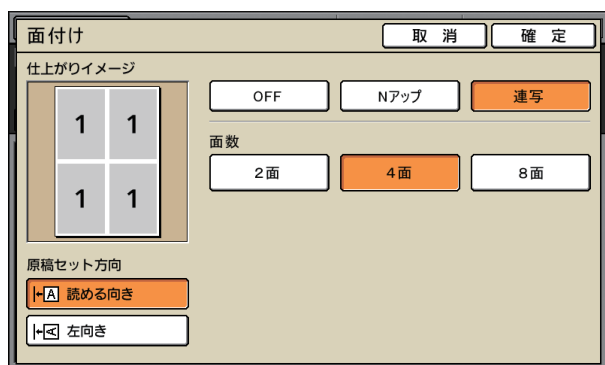 面付け
取 消
確 定
仕上がりイメージ
1 1
1 1
OFF
Nアップ
連写
面数
2面
4面
8面
原稿セット方向
A 読める向き
A 左向き